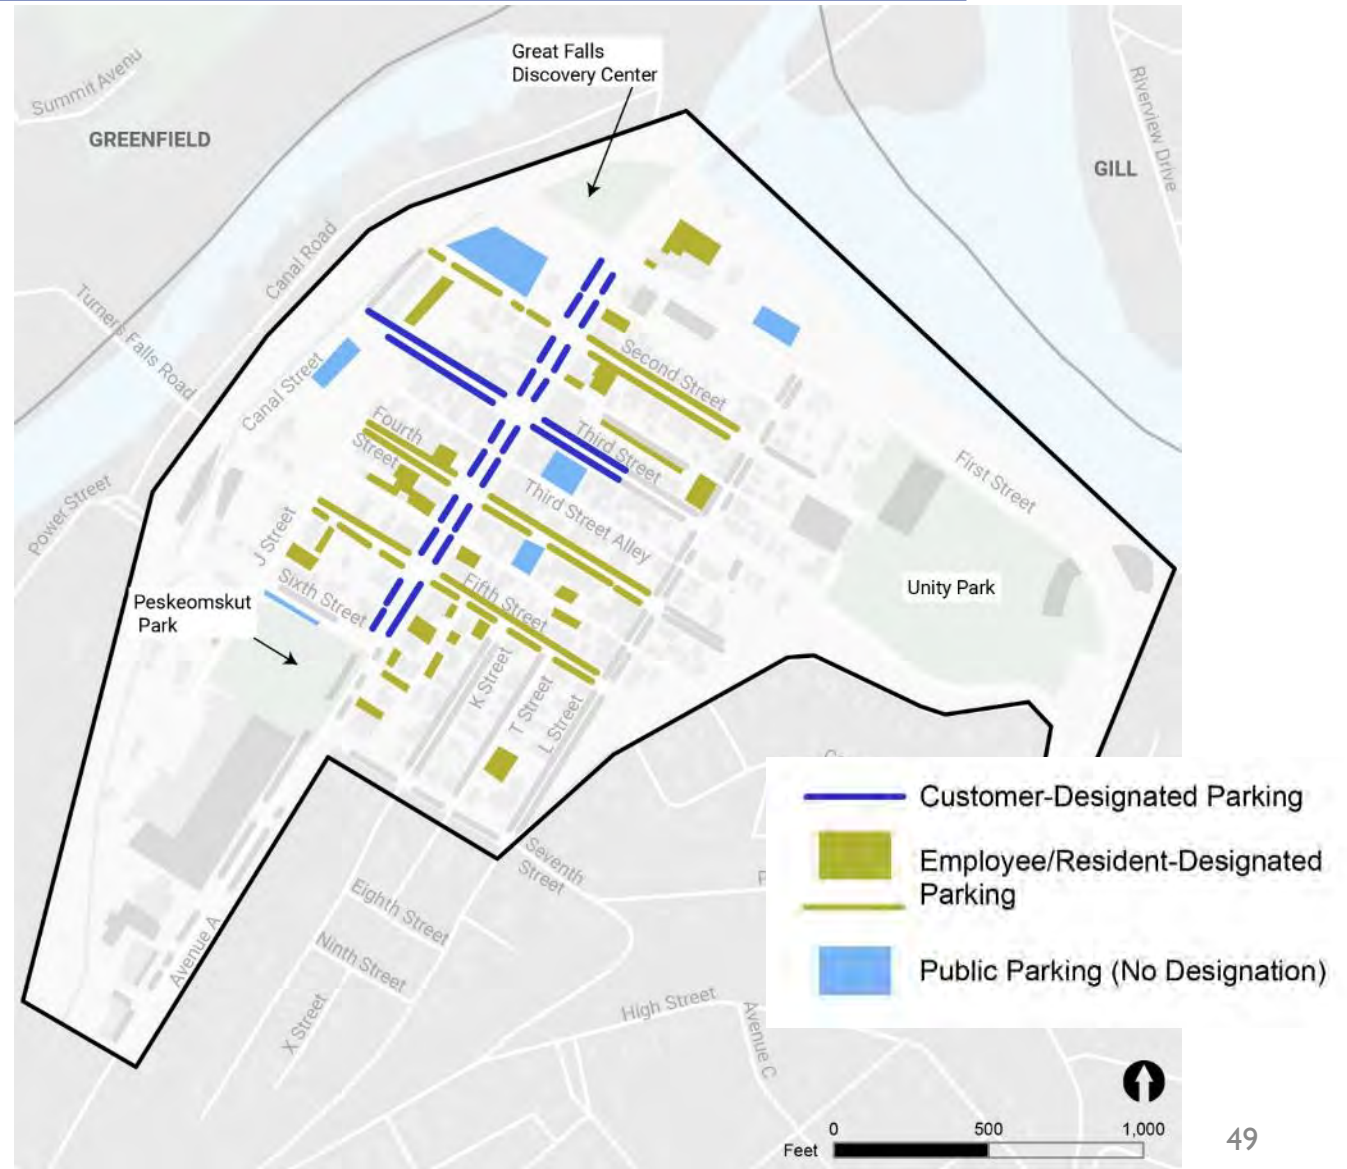 Great Falls
Discovery Center
Summit Avenu
GREENFIELD
Riverview Drive
GILL
Canal Road
Turners Falls Road
Canal Street
Second Street
Fourth
Street
Third Street
First Street
Power Street
Third Street Alley
J Street
Unity Park
Sixth Street
Fifth Street
Peskeomskut
Park
K Street
T Street
L Street
Customer-Designated Parking
Employee/Resident-Designated
Parking
Public Parking (No Designation)
Seventh
Street
Eighth Street
Avenue A
Ninth Street
X Street
High Street
Avenue C
0 500 1,000
Feet
49